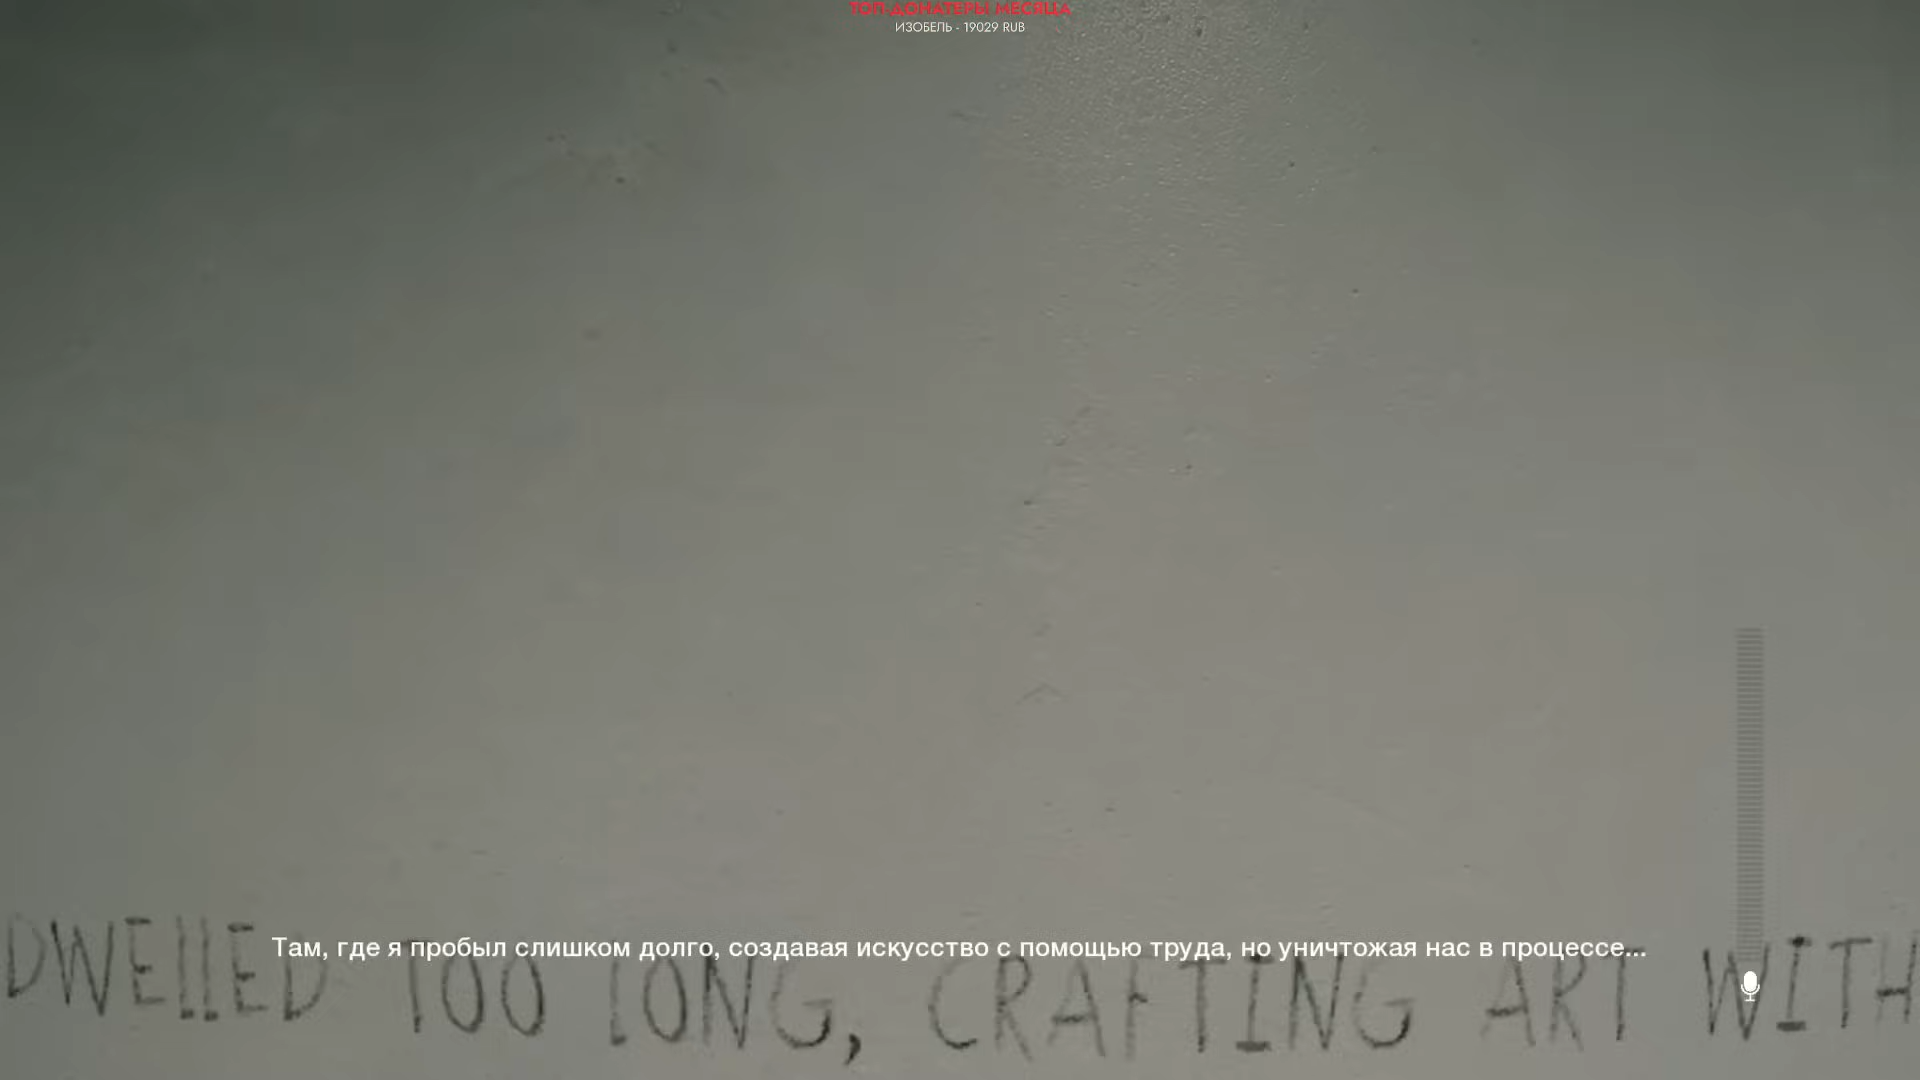 ТОП-ДОНАТЕРЫ МЕСЯЦА
ИЗОБЕЛЬ - 19029 RUB
Там, где я пробыл слишком долго, создавая искусство с помощью труда, но уничтожая нас в процессе...
DWELLED TOO LONG, CRAFTING ART WITH